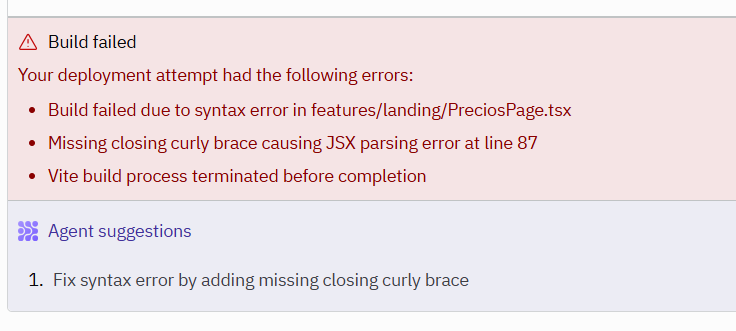 Build failed
Your deployment attempt had the following errors:
• Build failed due to syntax error in features/landing/PreciosPage.tsx
• Missing closing curly brace causing JSX parsing error at line 87
• Vite build process terminated before completion
Agent suggestions
1. Fix syntax error by adding missing closing curly brace